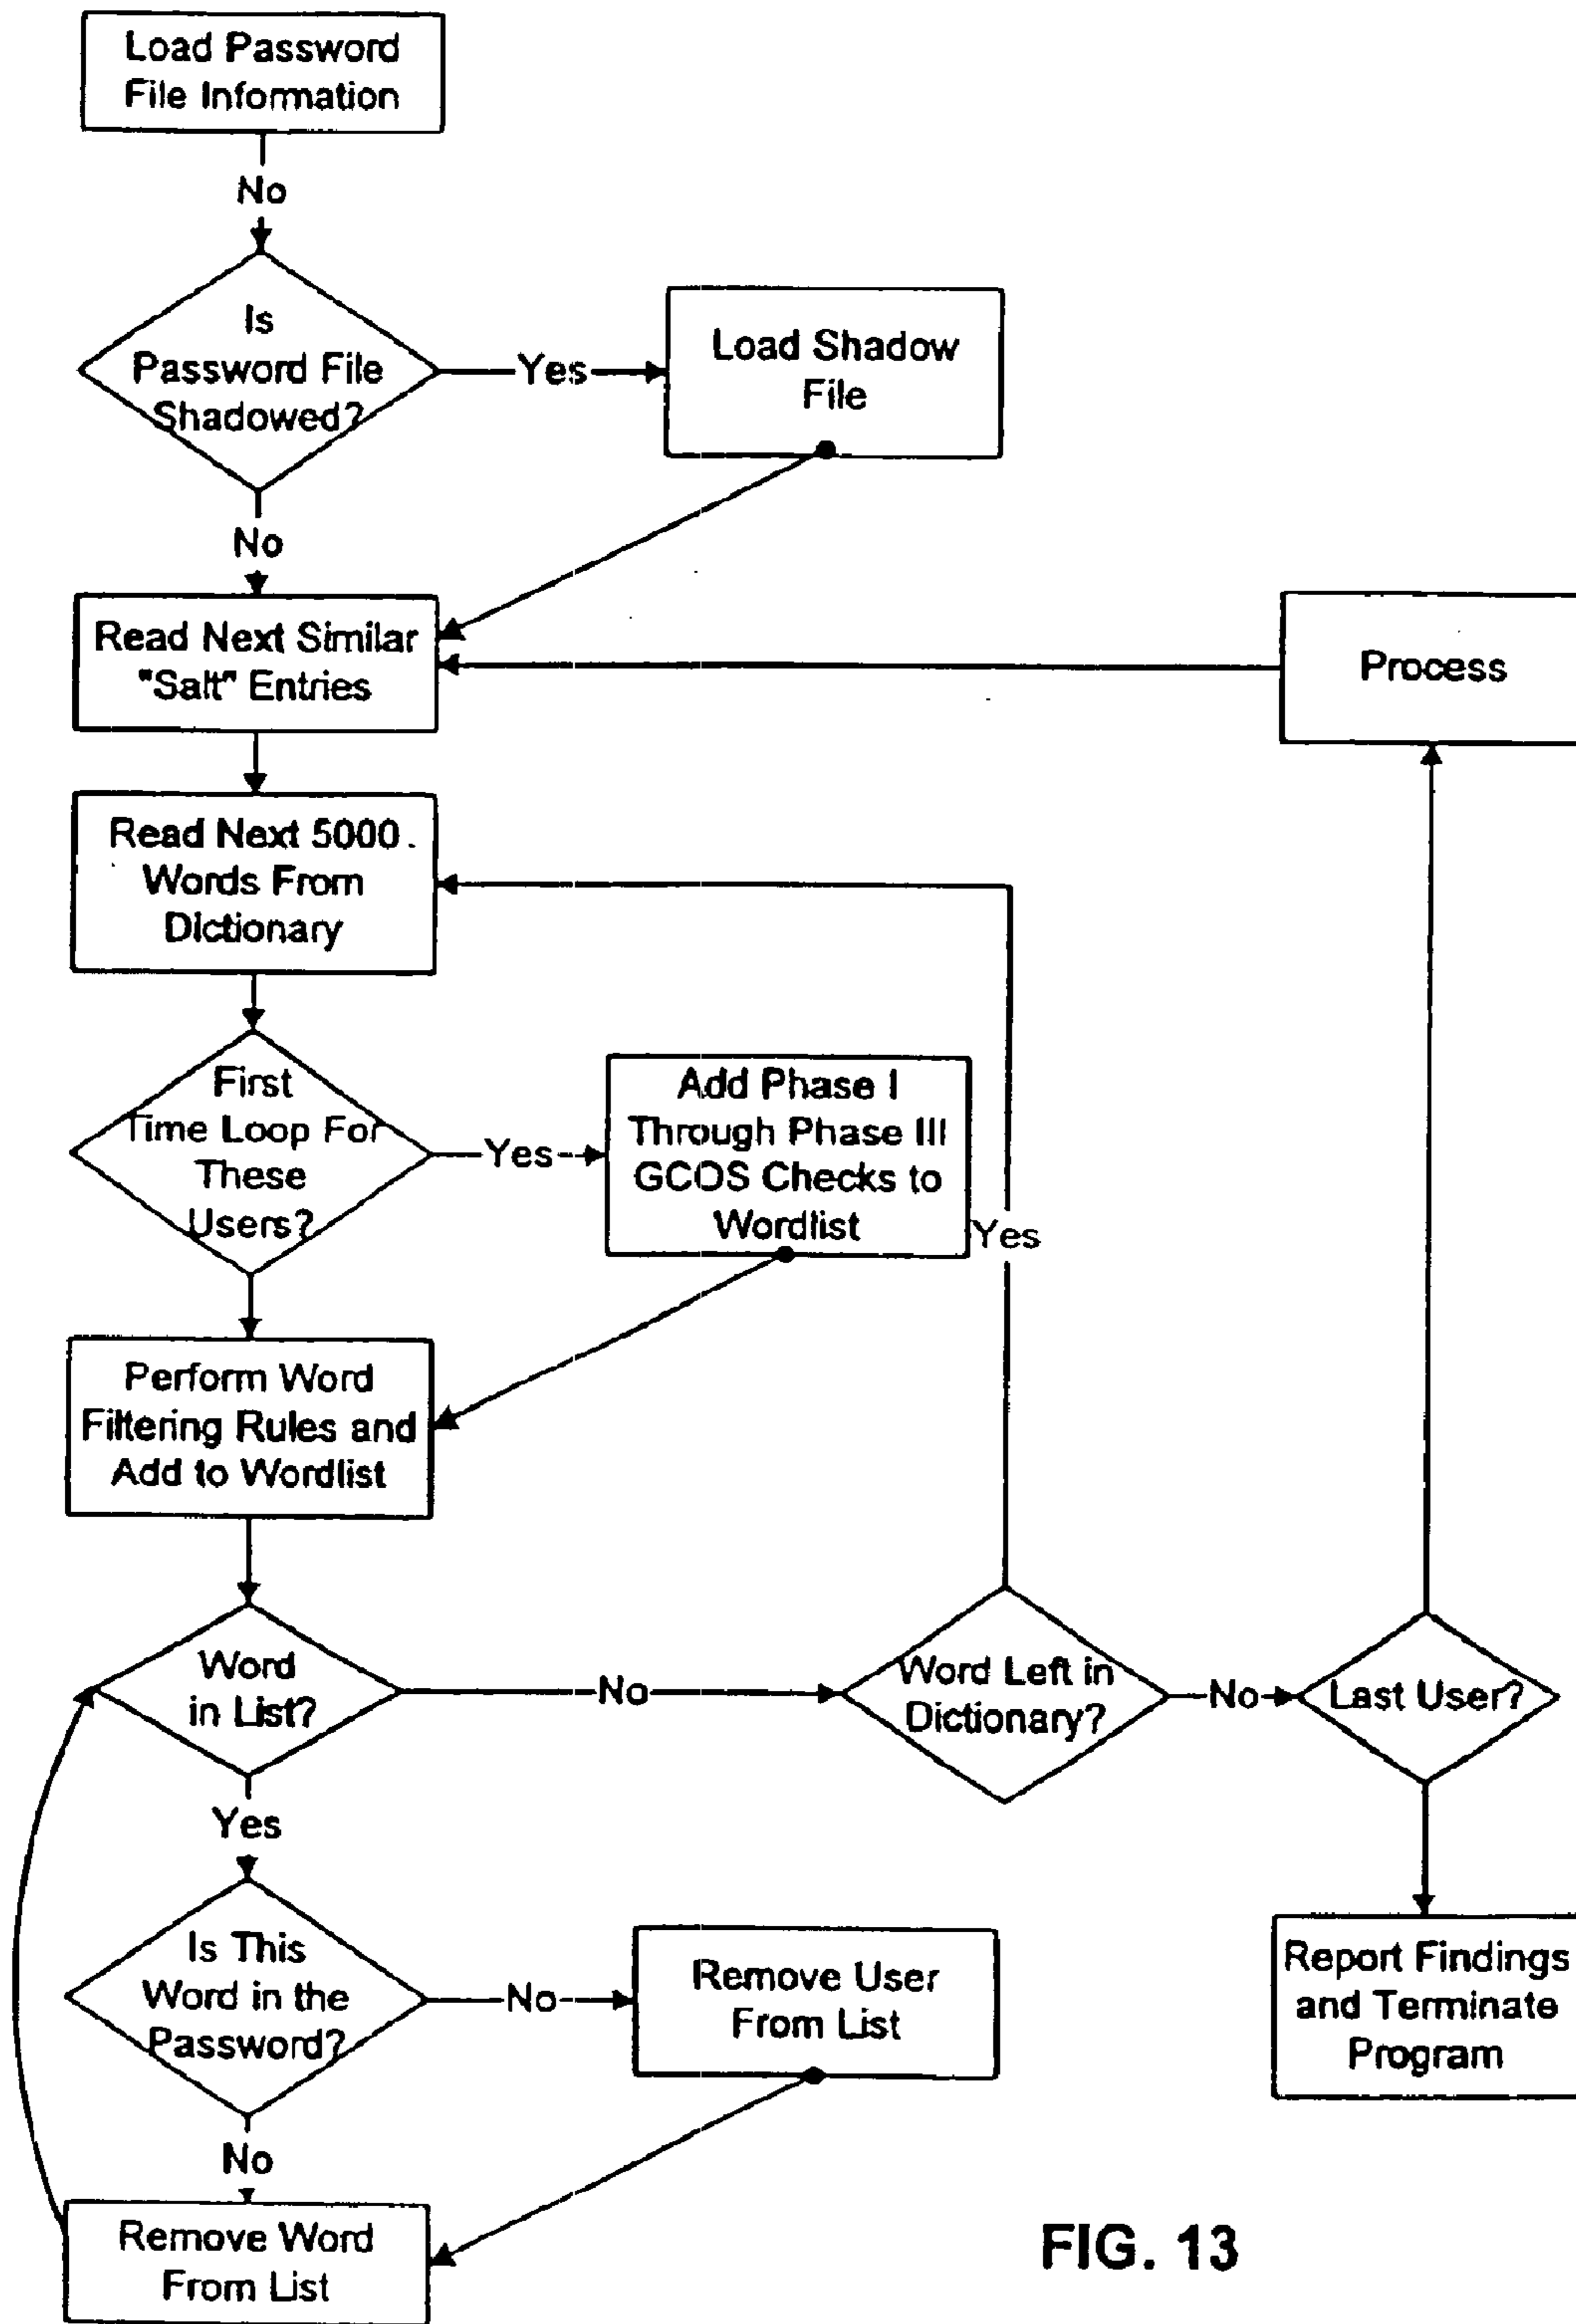 Load Password
File Information
No
Is
Password File
Shadowed?
Yes
Load Shadow
File
No
Read Next Similar
"Salt" Entries
Process
Read Next 5000
Words From
Dictionary
First
Time Loop For
These
Users?
Yes
Add Phase I
Through Phase III
GCOS Checks to
Wordlist
Yes
Perform Word
Filtering Rules and
Add to Wordlist
Word
in List?
No
Word Left in
Dictionary?
No
Last User?
Yes
Is This
Word in the
Password?
No
Remove User
From List
Report Findings
and Terminate
Program
No
Remove Word
From List
FIG. 13